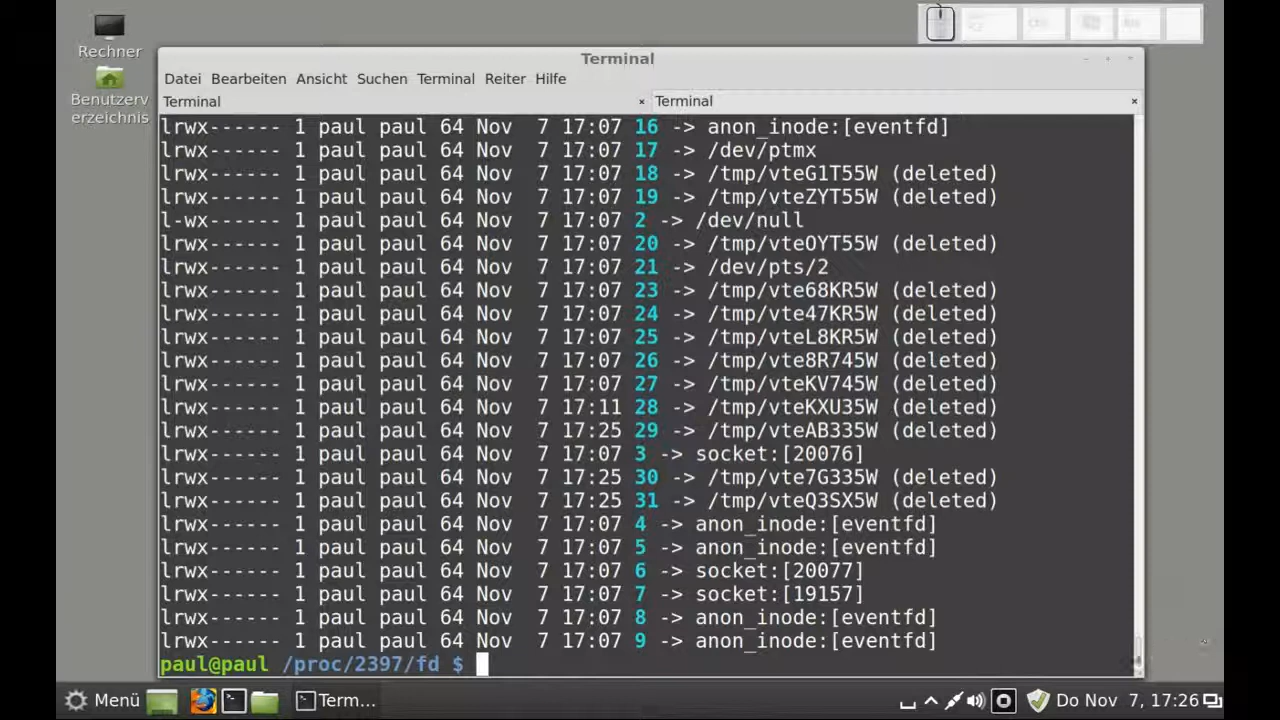 Rechner
Benutzerv
erzeichnis
Terminal
Datei Bearbeiten Ansicht Suchen Terminal Reiter Hilfe
Terminal × Terminal ×
lrwx------ 1 paul paul 64 Nov  7 17:07 16 -> anon_inode:[eventfd]
lrwx------ 1 paul paul 64 Nov  7 17:07 17 -> /dev/ptmx
lrwx------ 1 paul paul 64 Nov  7 17:07 18 -> /tmp/vteG1T55W (deleted)
lrwx------ 1 paul paul 64 Nov  7 17:07 19 -> /tmp/vteZYT55W (deleted)
l-wx------ 1 paul paul 64 Nov  7 17:07 2 -> /dev/null
lrwx------ 1 paul paul 64 Nov  7 17:07 20 -> /tmp/vteOYT55W (deleted)
lrwx------ 1 paul paul 64 Nov  7 17:07 21 -> /dev/pts/2
lrwx------ 1 paul paul 64 Nov  7 17:07 23 -> /tmp/vte68KR5W (deleted)
lrwx------ 1 paul paul 64 Nov  7 17:07 24 -> /tmp/vte47KR5W (deleted)
lrwx------ 1 paul paul 64 Nov  7 17:07 25 -> /tmp/vteL8KR5W (deleted)
lrwx------ 1 paul paul 64 Nov  7 17:07 26 -> /tmp/vte8R745W (deleted)
lrwx------ 1 paul paul 64 Nov  7 17:07 27 -> /tmp/vteKV745W (deleted)
lrwx------ 1 paul paul 64 Nov  7 17:11 28 -> /tmp/vteKXU35W (deleted)
lrwx------ 1 paul paul 64 Nov  7 17:25 29 -> /tmp/vteAB335W (deleted)
lrwx------ 1 paul paul 64 Nov  7 17:07 3 -> socket:[20076]
lrwx------ 1 paul paul 64 Nov  7 17:25 30 -> /tmp/vte7G335W (deleted)
lrwx------ 1 paul paul 64 Nov  7 17:25 31 -> /tmp/vteQ3SX5W (deleted)
lrwx------ 1 paul paul 64 Nov  7 17:07 4 -> anon_inode:[eventfd]
lrwx------ 1 paul paul 64 Nov  7 17:07 5 -> anon_inode:[eventfd]
lrwx------ 1 paul paul 64 Nov  7 17:07 6 -> socket:[20077]
lrwx------ 1 paul paul 64 Nov  7 17:07 7 -> socket:[19157]
lrwx------ 1 paul paul 64 Nov  7 17:07 8 -> anon_inode:[eventfd]
lrwx------ 1 paul paul 64 Nov  7 17:07 9 -> anon_inode:[eventfd]
paul@paul /proc/2397/fd $
Menü Term... Do Nov  7, 17:26